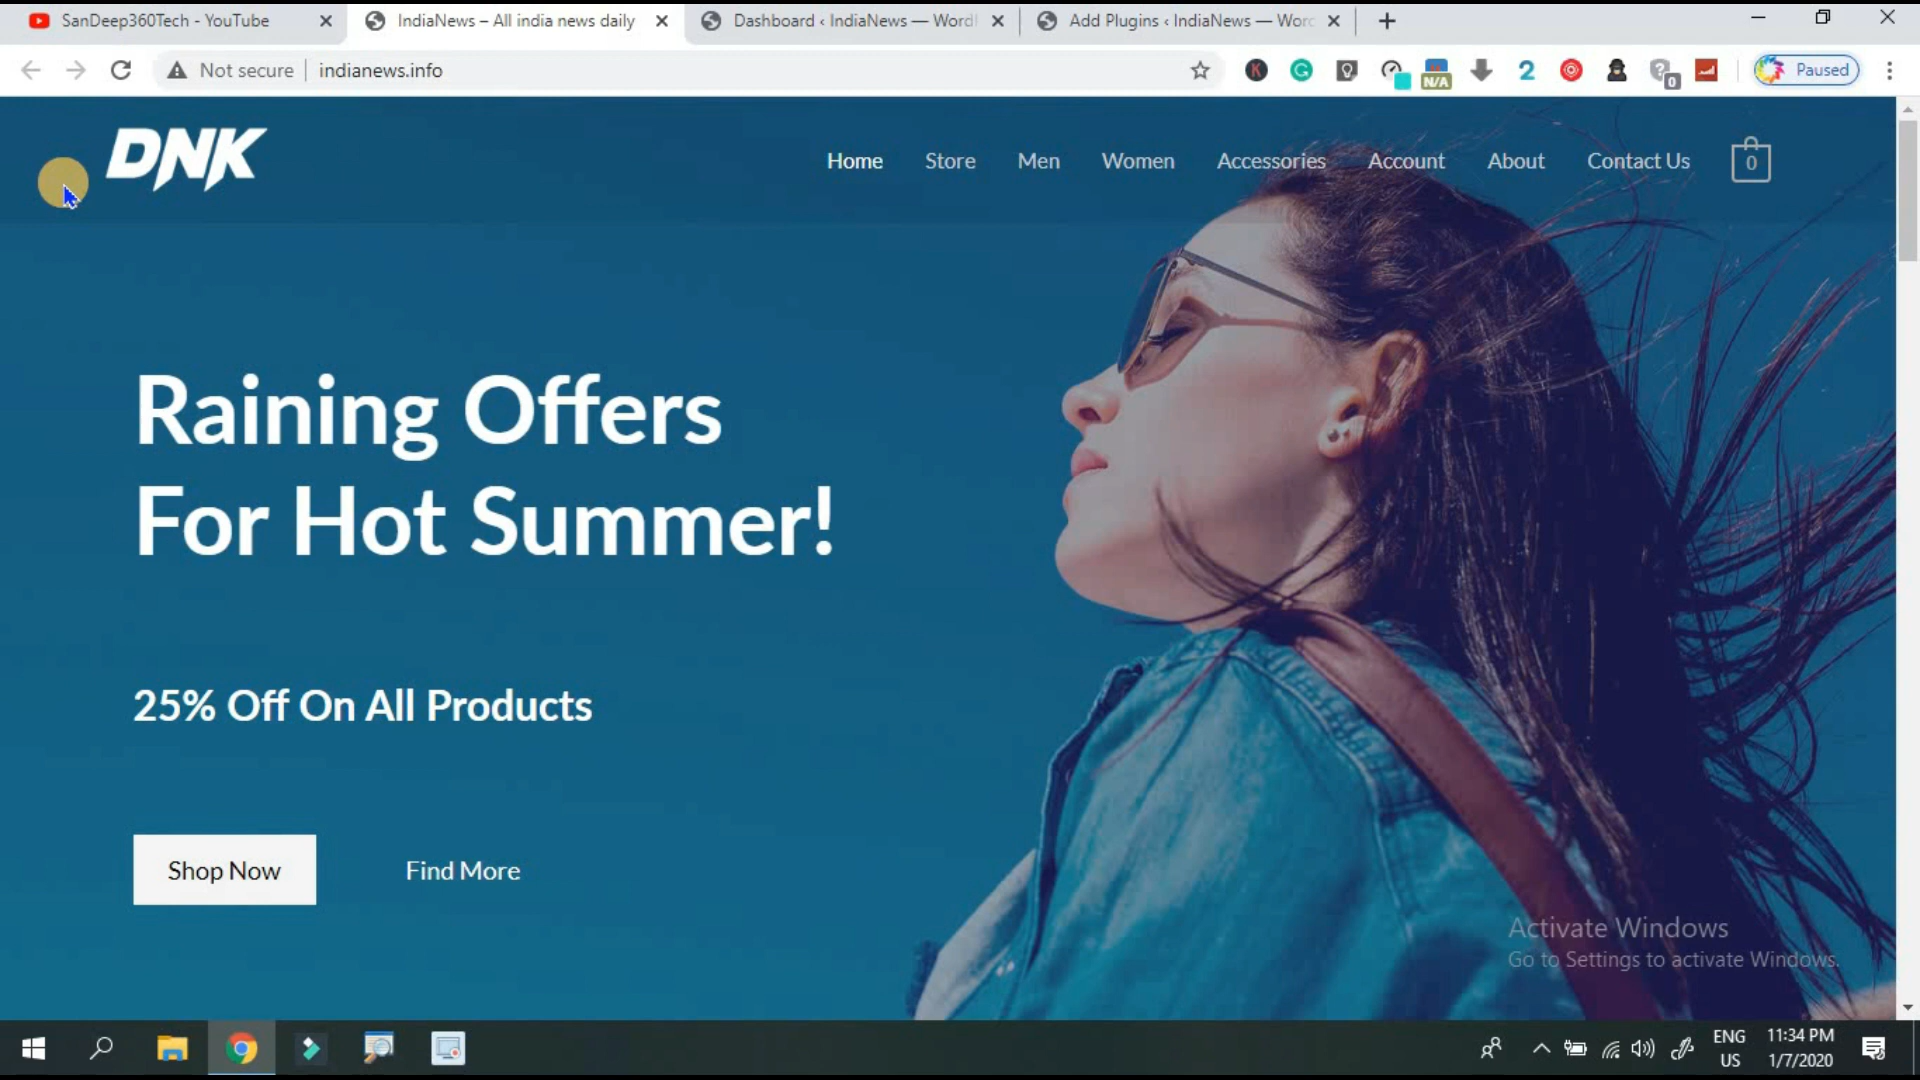 SanDeep360Tech - YouTube
IndiaNews – All india news daily
Dashboard ‹ IndiaNews — Word
Add Plugins ‹ IndiaNews — Word
Not secure
indianews.info
N/A
2
0
Paused
DNK
Home
Store
Men
Women
Accessories
Account
About
Contact Us
0
Raining Offers
For Hot Summer!
25% Off On All Products
Shop Now
Find More
Activate Windows
Go to Settings to activate Windows.
ENG
US
11:34 PM
1/7/2020